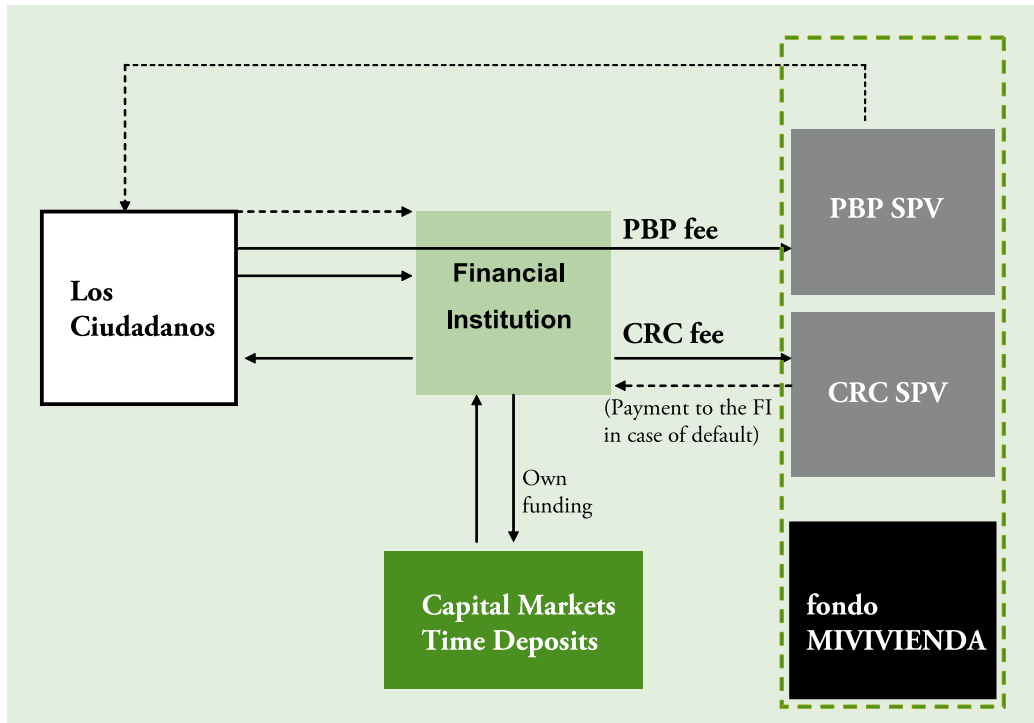 PBP SPV
PBP fee
Financial
Institution
Los
Ciudadanos
CRC fee
CRC SPV
(Payment to the FI
in case of default)
Own
funding
Capital Markets
Time Deposits
fondo
MIVIVIENDA